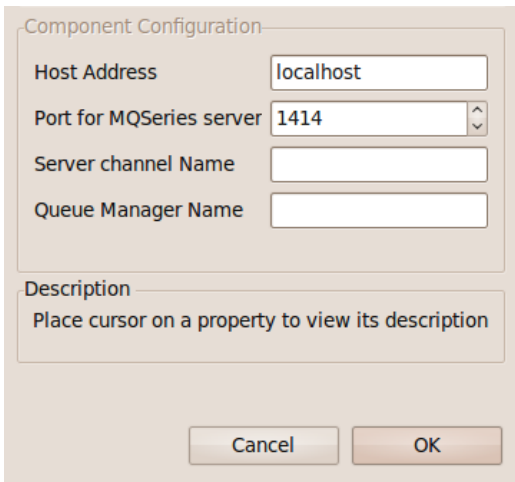 Component Configuration
Host Address localhost
Port for MQSeries server 1414
Server channel Name
Queue Manager Name
Description
Place cursor on a property to view its description
Cancel OK